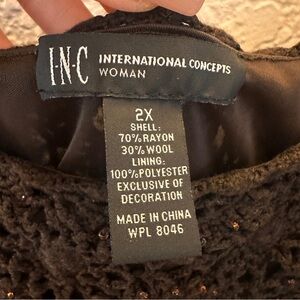 I.N.C INTERNATIONAL CONCEPTS
WOMAN
2X
SHELL:
70% RAYON
30% WOOL
LINING:
100% POLYESTER
EXCLUSIVE OF
DECORATION
MADE IN CHINA
WPL 8046